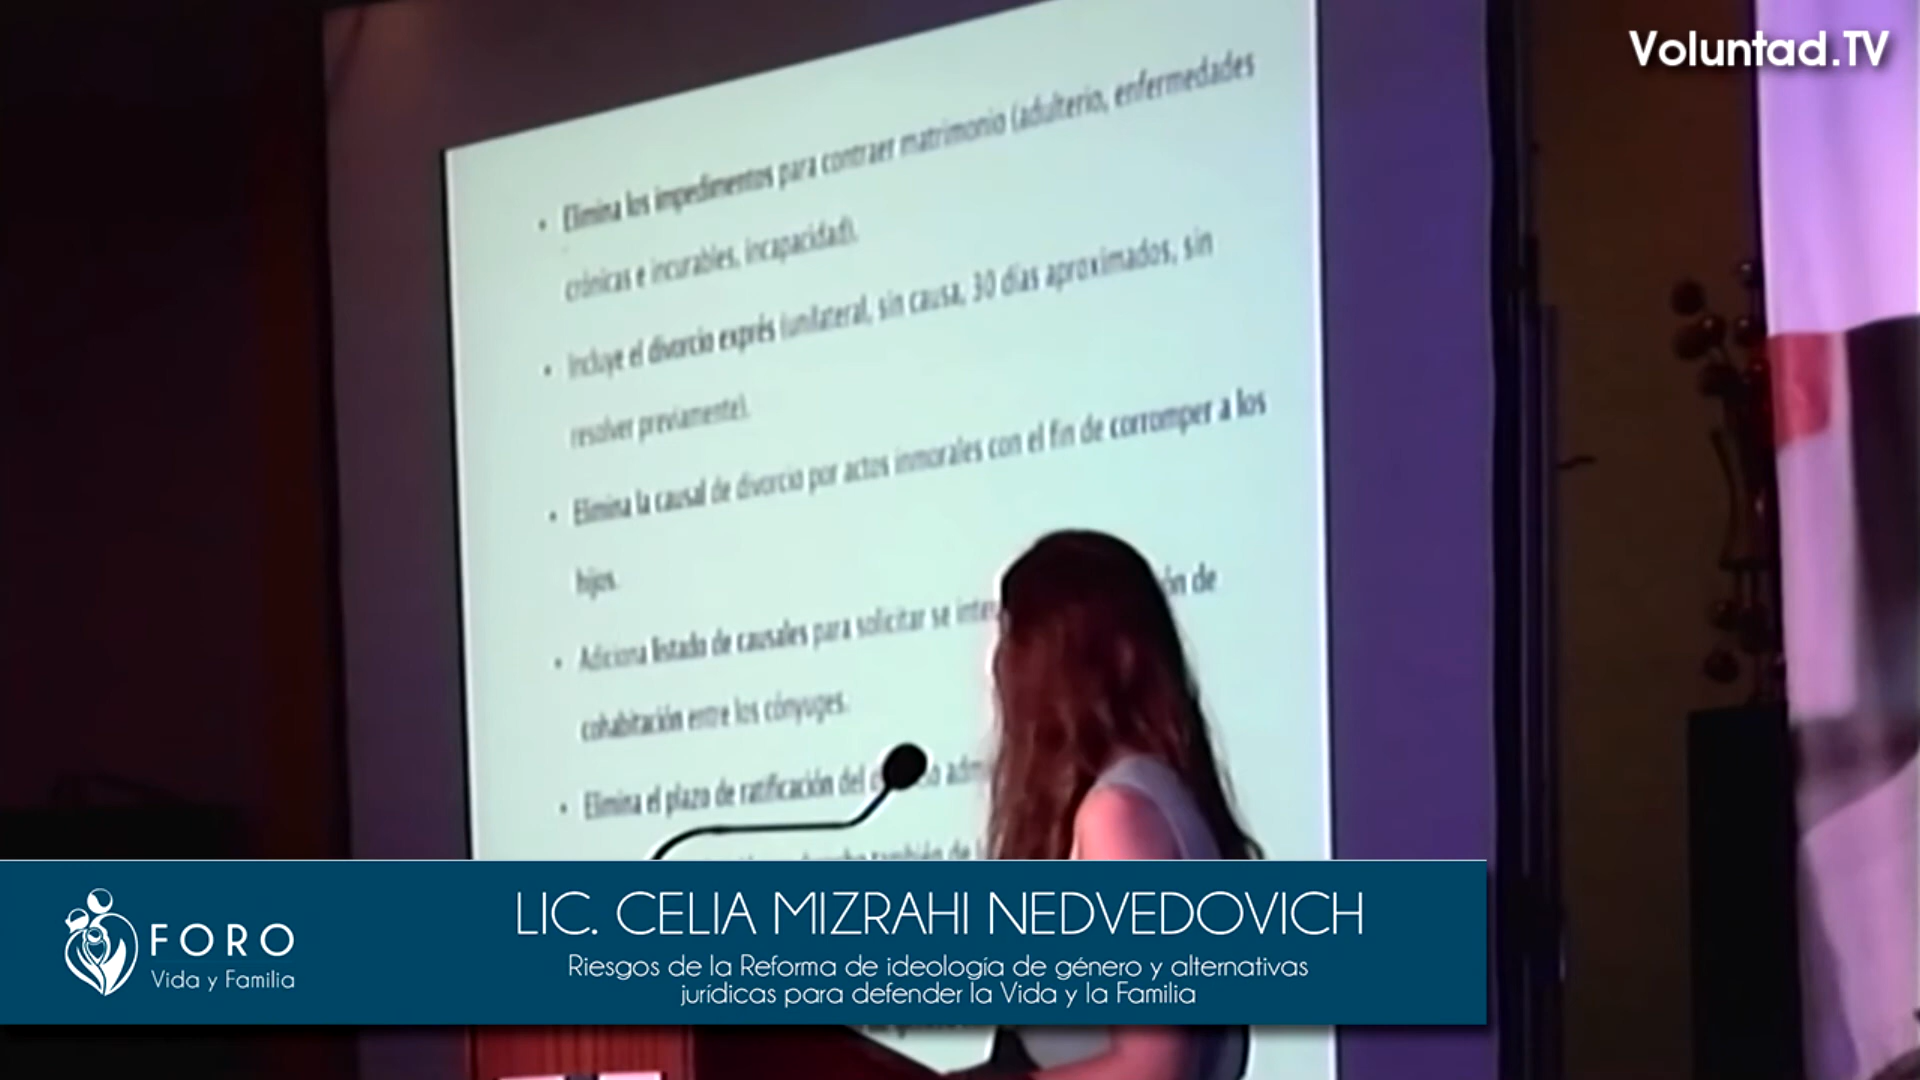 Voluntad.TV
• Elimina los impedimentos para contraer matrimonio (adulterio, enfermedades
crónicas e incurables, incapacidad).
• Incluye el divorcio exprés (unilateral, sin causa, 30 días aproximados, sin
resolver previamente).
• Elimina la causal de divorcio por actos inmorales con el fin de corromper a los
hijos.
• Adiciona listado de causales para solicitar se
de
cohabitación entre los cónyuges.
• Elimina el plazo de ratificación del
también de
FORO
Vida y Familia
LIC. CELIA MIZRAHI NEDVEDOVICH
Riesgos de la Reforma de ideología de género y alternativas
jurídicas para defender la Vida y la Familia